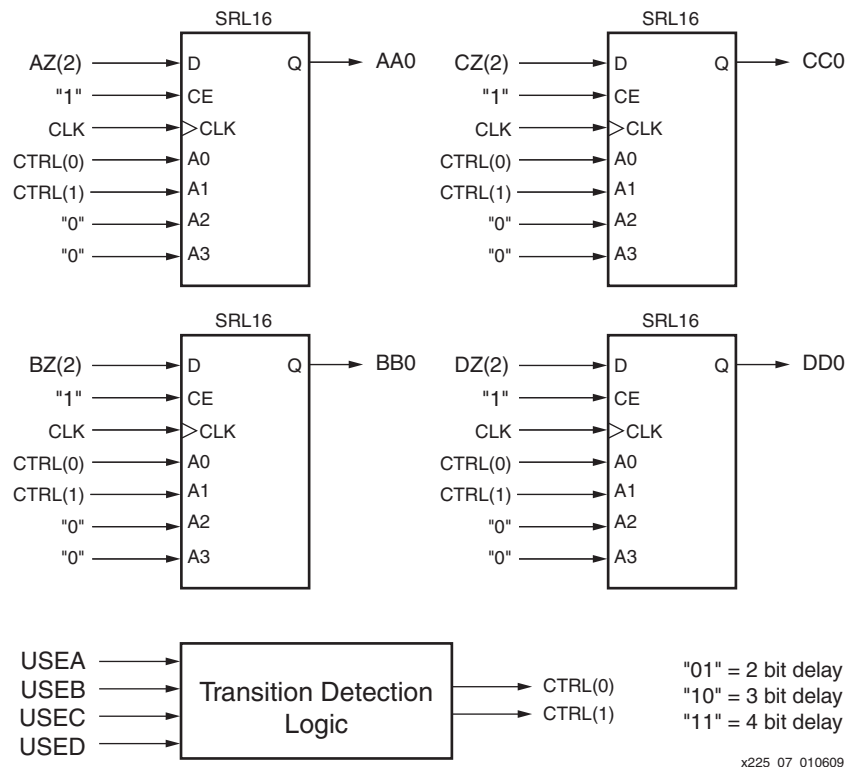 SRL16
AZ(2) D Q AA0
"1" CE
CLK CLK
CTRL(0) A0
CTRL(1) A1
"0" A2
"0" A3
SRL16
CZ(2) D Q CC0
"1" CE
CLK CLK
CTRL(0) A0
CTRL(1) A1
"0" A2
"0" A3
SRL16
BZ(2) D Q BB0
"1" CE
CLK CLK
CTRL(0) A0
CTRL(1) A1
"0" A2
"0" A3
SRL16
DZ(2) D Q DD0
"1" CE
CLK CLK
CTRL(0) A0
CTRL(1) A1
"0" A2
"0" A3
USEA
USEB
USEC
USED
Transition Detection
Logic
CTRL(0)
CTRL(1)
"01" = 2 bit delay
"10" = 3 bit delay
"11" = 4 bit delay
x225_07_010609